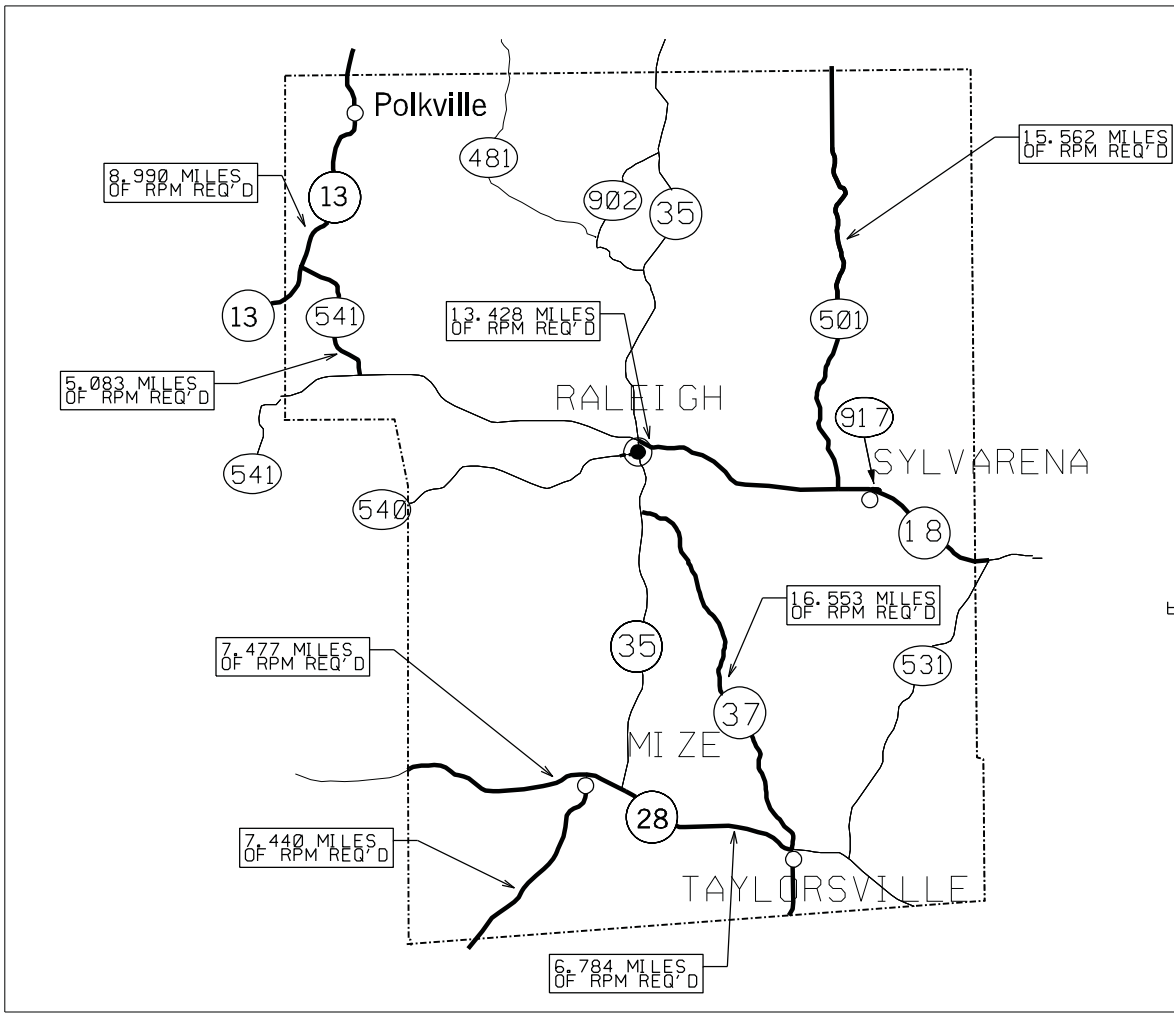 Polkville
481
15.562 MILES
OF RPM REQ'D
8.990 MILES
OF RPM REQ'D
13
902
35
13
541
13.428 MILES
OF RPM REQ'D
501
5.083 MILES
OF RPM REQ'D
RALEIGH
917
SYLVARENA
541
540
18
16.553 MILES
OF RPM REQ'D
7.477 MILES
OF RPM REQ'D
35
531
37
MIZE
28
7.440 MILES
OF RPM REQ'D
TAYLORSVILLE
6.784 MILES
OF RPM REQ'D